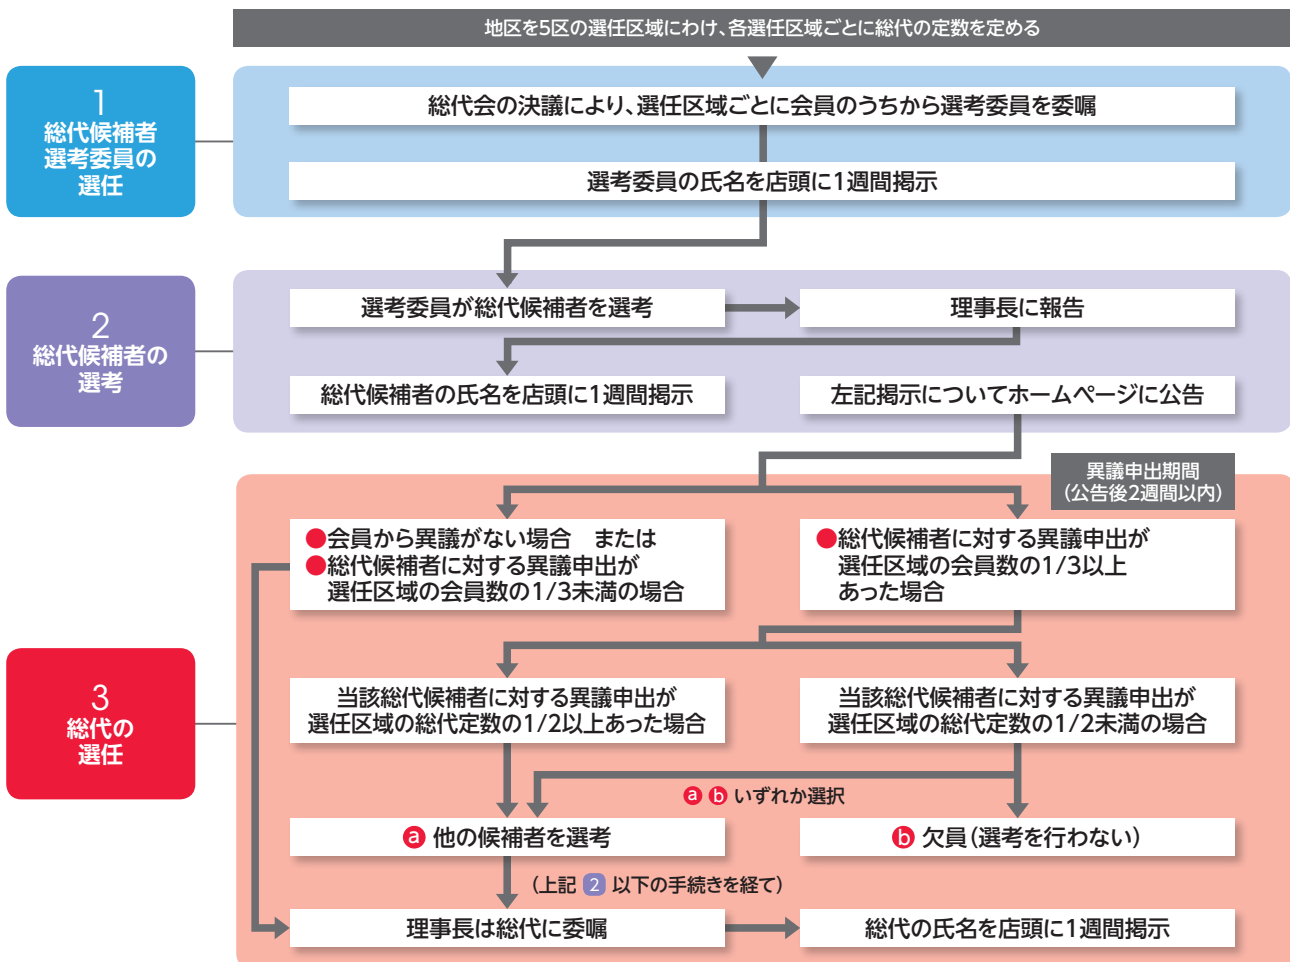 地区を5区の選任区域にわけ、各選任区域ごとに総代の定数を定める
1
総代候補者
選考委員の
選任
総代会の決議により、選任区域ごとに会員のうちから選考委員を委嘱
選考委員の氏名を店頭に1週間掲示
2
総代候補者の
選考
選考委員が総代候補者を選考
理事長に報告
総代候補者の氏名を店頭に1週間掲示
左記掲示についてホームページに公告
異議申出期間
（公告後2週間以内）
3
総代の
選任
●会員から異議がない場合　または
●総代候補者に対する異議申出が
選任区域の会員数の1/3未満の場合
●総代候補者に対する異議申出が
選任区域の会員数の1/3以上
あった場合
当該総代候補者に対する異議申出が
選任区域の総代定数の1/2以上あった場合
当該総代候補者に対する異議申出が
選任区域の総代定数の1/2未満の場合
a b いずれか選択
a 他の候補者を選考
b 欠員（選考を行わない）
（上記 2 以下の手続きを経て）
理事長は総代に委嘱
総代の氏名を店頭に1週間掲示